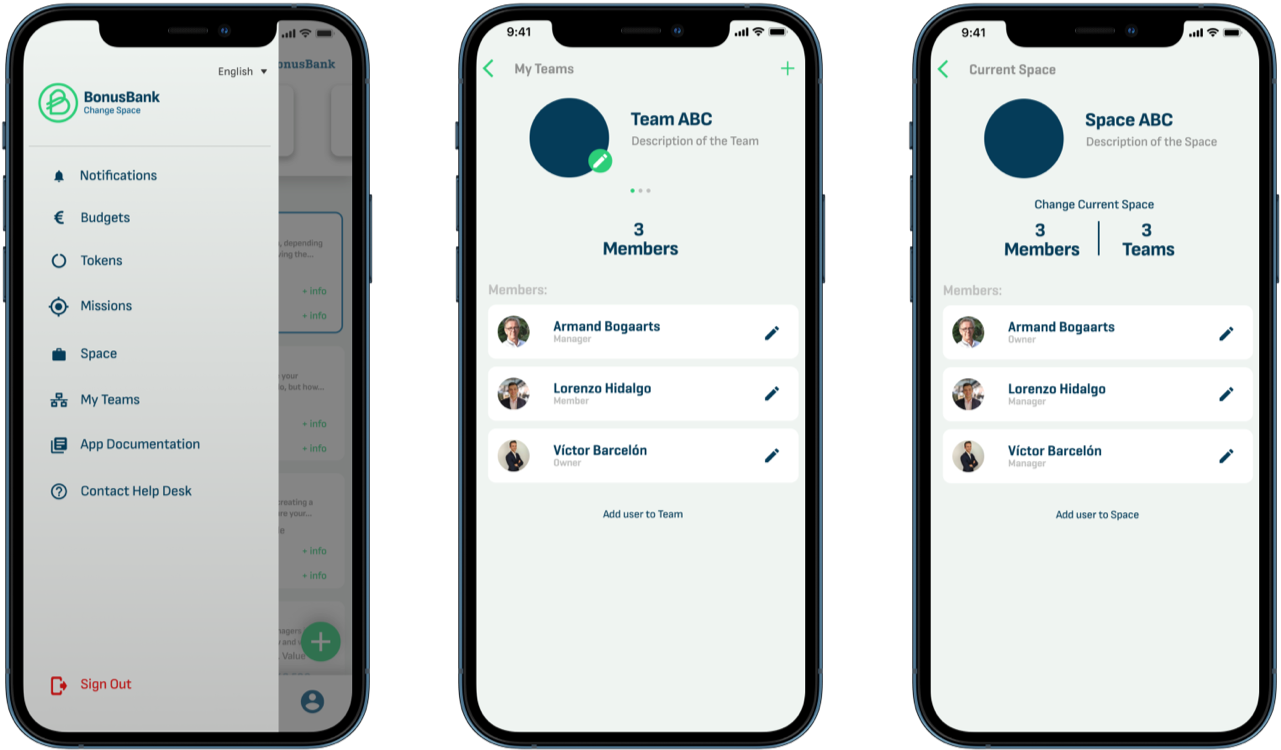 English
BonusBank
Change Space
Notifications
€ Budgets
Tokens
Missions
Space
My Teams
App Documentation
Contact Help Desk
Sign Out
onusBank
, depending
ving the...
+ info
+ info
your
o, but how...
+ info
+ info
creating a
re your...
e
+ info
+ info
nagers
and
Value
9:41
My Teams
Team ABC
Description of the Team
3
Members
Members:
Armand Bogaarts
Manager
Lorenzo Hidalgo
Member
Víctor Barcelón
Owner
Add user to Team
9:41
Current Space
Space ABC
Description of the Space
Change Current Space
3
Members
3
Teams
Members:
Armand Bogaarts
Owner
Lorenzo Hidalgo
Manager
Víctor Barcelón
Manager
Add user to Space